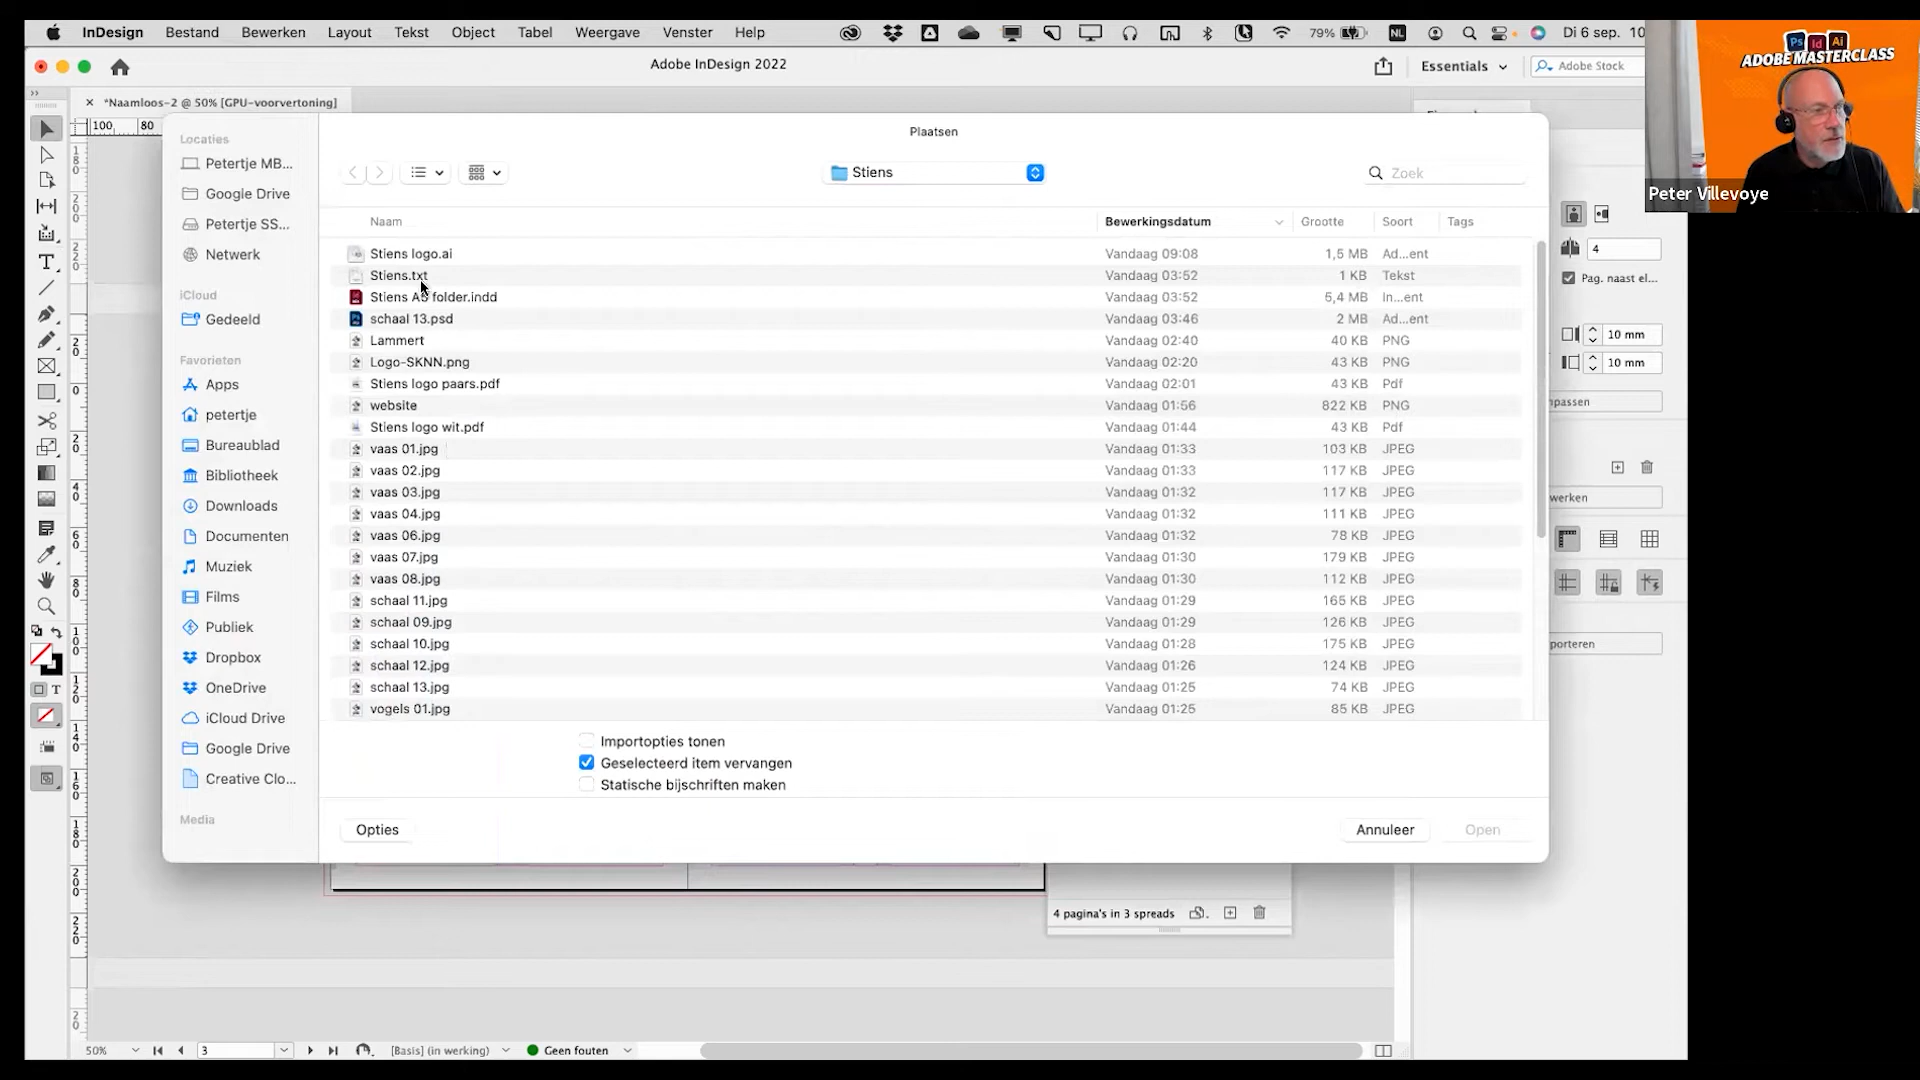 InDesign Bestand Bewerken Layout Tekst Object Tabel Weergave Venster Help 79% NL Di 6 sep. 10
Adobe InDesign 2022 Essentials Adobe Stock
Ps Id Ai
ADOBE MASTERCLASS
Peter Villevoye
*Naamloos-2 @ 50% [GPU-voorvertoning]
100 80
Plaatsen
Locaties
Petertje MB...
Google Drive
Petertje SS...
Netwerk
iCloud
Gedeeld
Favorieten
Apps
petertje
Bureaublad
Bibliotheek
Downloads
Documenten
Muziek
Films
Publiek
Dropbox
OneDrive
iCloud Drive
Google Drive
Creative Clo...
Media
Stiens
Zoek
Naam Bewerkingsdatum Grootte Soort Tags
Stiens logo.ai Vandaag 09:08 1,5 MB Ad...ent
Stiens.txt Vandaag 03:52 1 KB Tekst
Stiens A5 folder.indd Vandaag 03:52 5,4 MB In...ent
schaal 13.psd Vandaag 03:46 2 MB Ad...ent
Lammert Vandaag 02:40 40 KB PNG
Logo-SKNN.png Vandaag 02:20 43 KB PNG
Stiens logo paars.pdf Vandaag 02:01 43 KB Pdf
website Vandaag 01:56 822 KB PNG
Stiens logo wit.pdf Vandaag 01:44 43 KB Pdf
vaas 01.jpg Vandaag 01:33 103 KB JPEG
vaas 02.jpg Vandaag 01:33 117 KB JPEG
vaas 03.jpg Vandaag 01:32 117 KB JPEG
vaas 04.jpg Vandaag 01:32 111 KB JPEG
vaas 06.jpg Vandaag 01:32 78 KB JPEG
vaas 07.jpg Vandaag 01:30 179 KB JPEG
vaas 08.jpg Vandaag 01:30 112 KB JPEG
schaal 11.jpg Vandaag 01:29 165 KB JPEG
schaal 09.jpg Vandaag 01:29 126 KB JPEG
schaal 10.jpg Vandaag 01:28 175 KB JPEG
schaal 12.jpg Vandaag 01:26 124 KB JPEG
schaal 13.jpg Vandaag 01:25 74 KB JPEG
vogels 01.jpg Vandaag 01:25 85 KB JPEG
Importopties tonen
Geselecteerd item vervangen
Statische bijschriften maken
Opties Annuleer Open
4
Pag. naast el...
10 mm
10 mm
npassen
werken
porteren
4 pagina's in 3 spreads
50% 3 [Basis] (in werking) Geen fouten